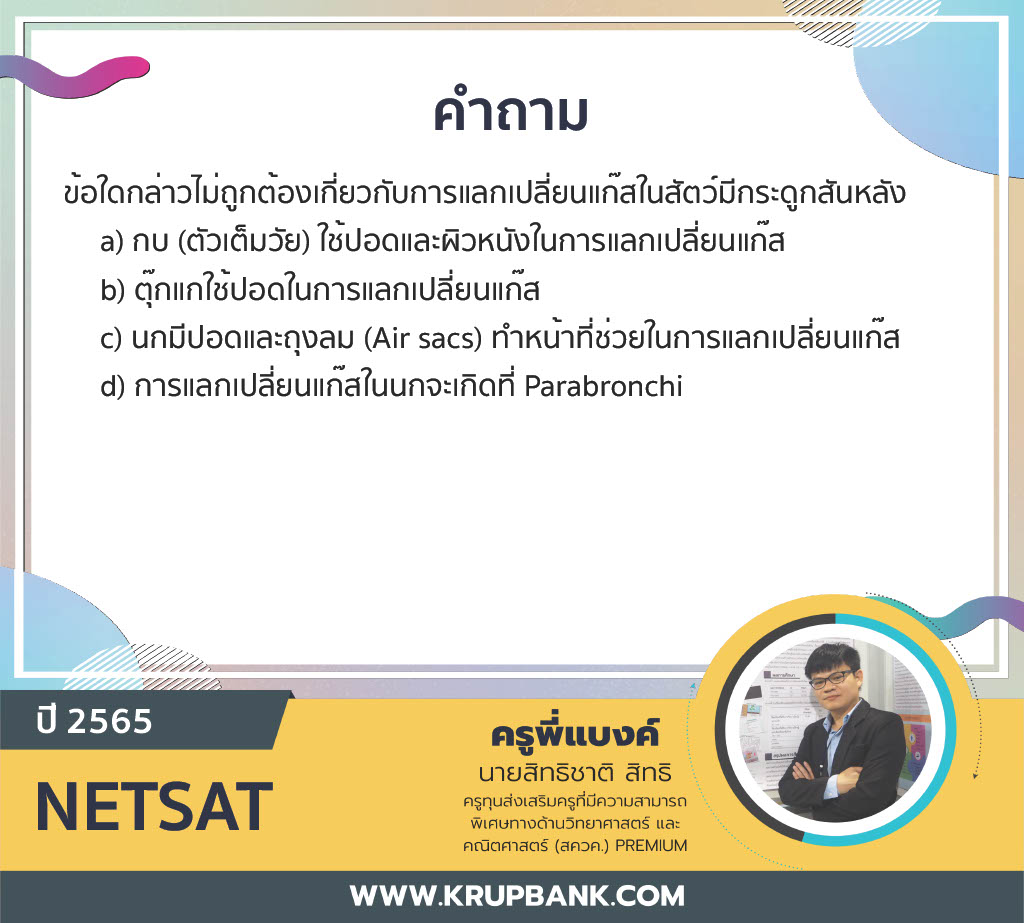 คำถาม
ข้อใดกล่าวไม่ถูกต้องเกี่ยวกับการแลกเปลี่ยนแก๊สในสัตว์มีกระดูกสันหลัง
a) กบ (ตัวเต็มวัย) ใช้ปอดและผิวหนังในการแลกเปลี่ยนแก๊ส
b) ตุ๊กแกใช้ปอดในการแลกเปลี่ยนแก๊ส
c) นกมีปอดและถุงลม (Air sacs) ทำหน้าที่ช่วยในการแลกเปลี่ยนแก๊ส
d) การแลกเปลี่ยนแก๊สในนกจะเกิดที่ Parabronchi
ปี 2565
NETSAT
ครูพี่แบงค์
นายสิทธิชาติ สิทธิ
ครูทุนส่งเสริมครูที่มีความสามารถ
พิเศษทางด้านวิทยาศาสตร์ และ
คณิตศาสตร์ (สควค.) PREMIUM
WWW.KRUPBANK.COM